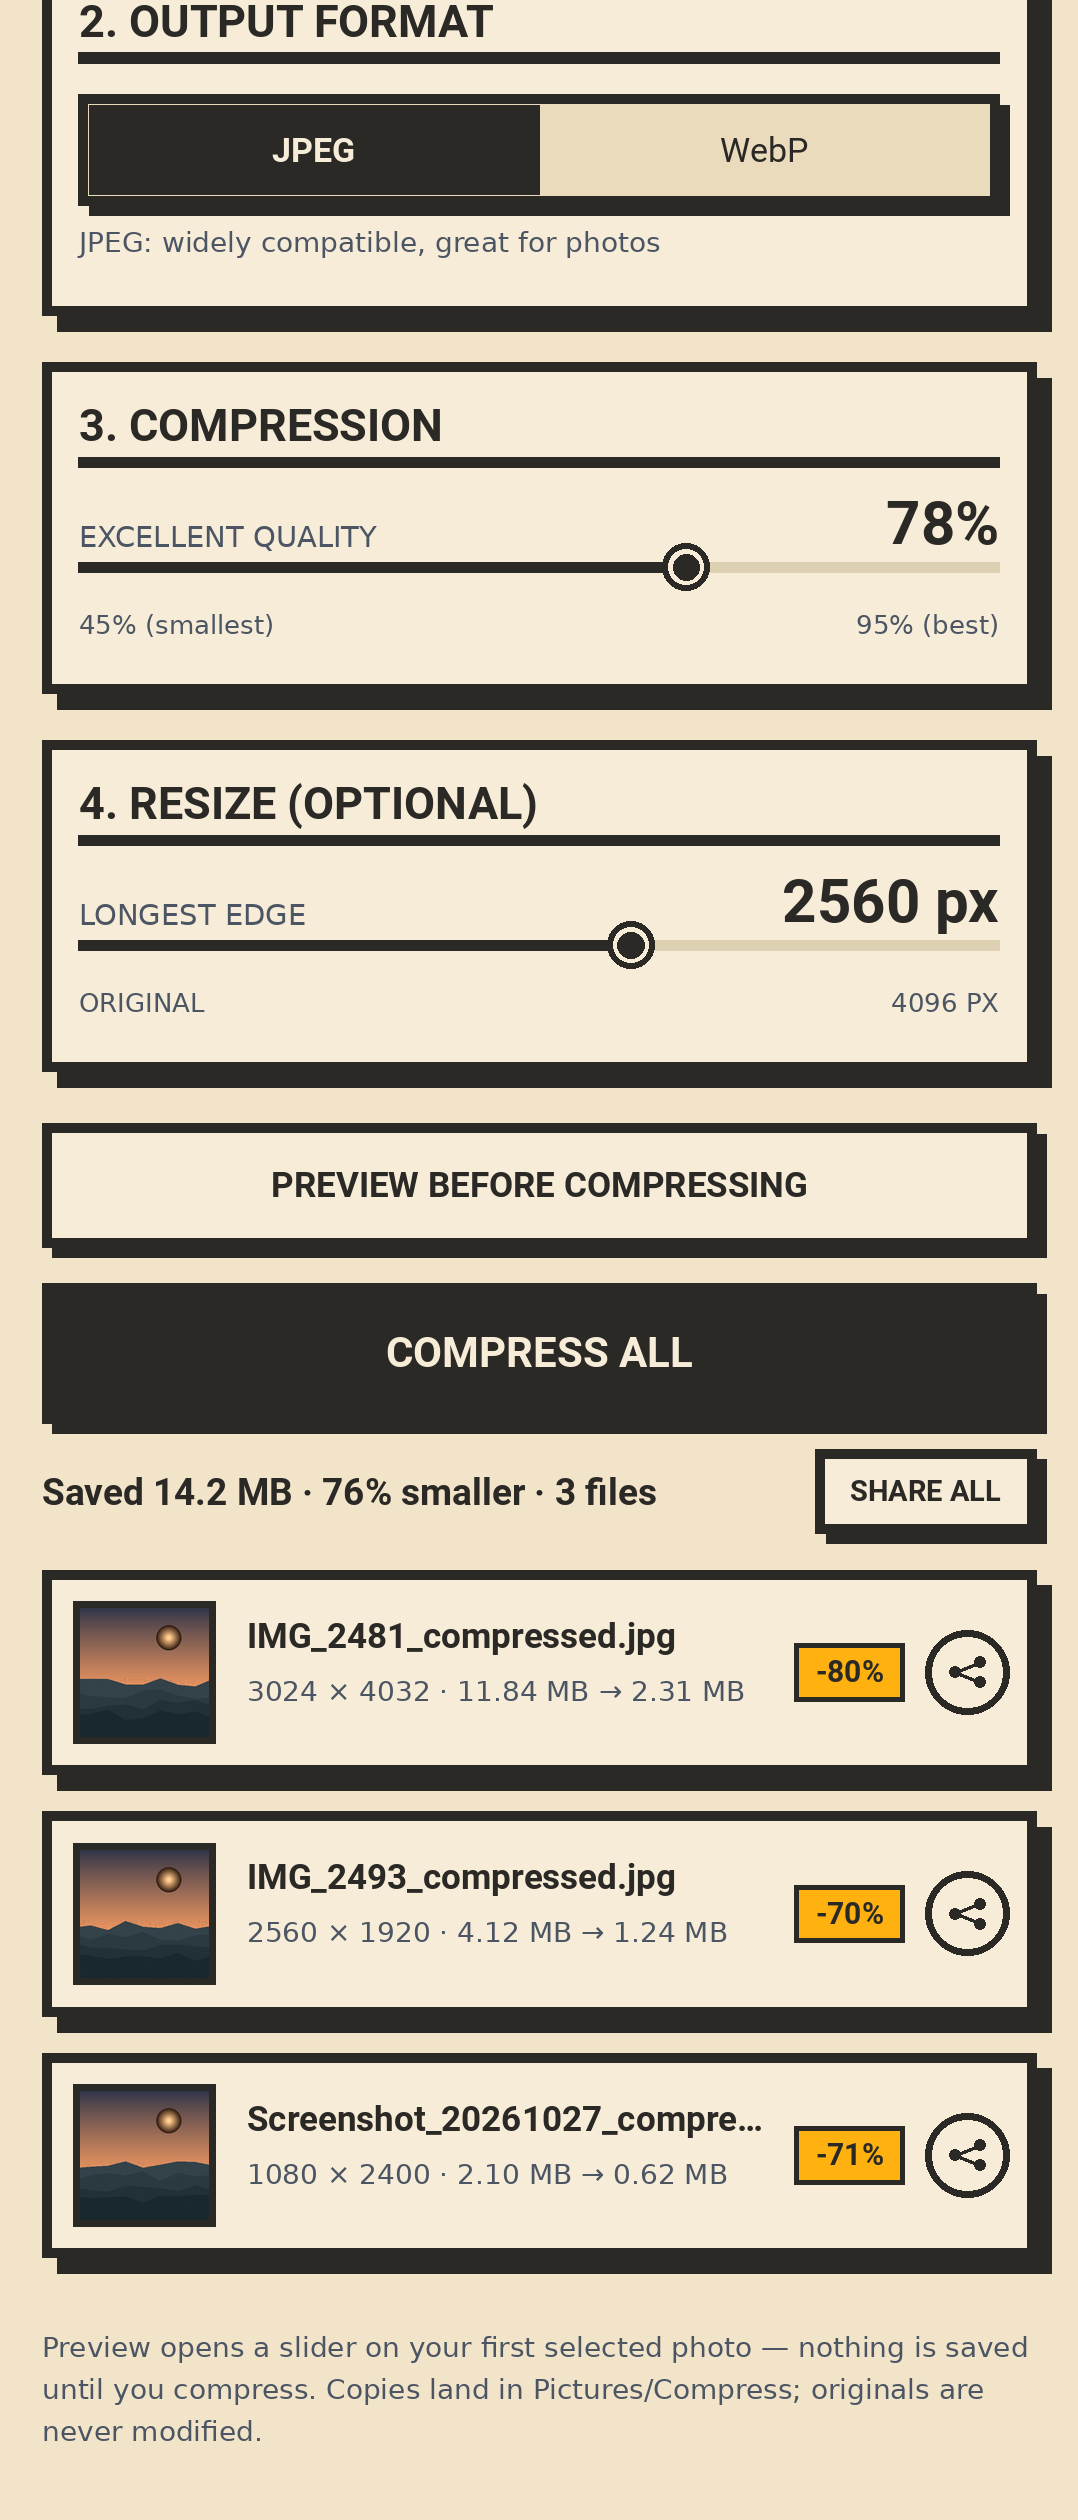 2. OUTPUT FORMAT
JPEG
WebP
JPEG: widely compatible, great for photos
3. COMPRESSION
EXCELLENT QUALITY
78%
45% (smallest)
95% (best)
4. RESIZE (OPTIONAL)
LONGEST EDGE
2560 px
ORIGINAL
4096 PX
PREVIEW BEFORE COMPRESSING
COMPRESS ALL
Saved 14.2 MB · 76% smaller · 3 files
SHARE ALL
IMG_2481_compressed.jpg
3024 × 4032 · 11.84 MB → 2.31 MB
-80%
IMG_2493_compressed.jpg
2560 × 1920 · 4.12 MB → 1.24 MB
-70%
Screenshot_20261027_compre…
1080 × 2400 · 2.10 MB → 0.62 MB
-71%
Preview opens a slider on your first selected photo — nothing is saved
until you compress. Copies land in Pictures/Compress; originals are
never modified.